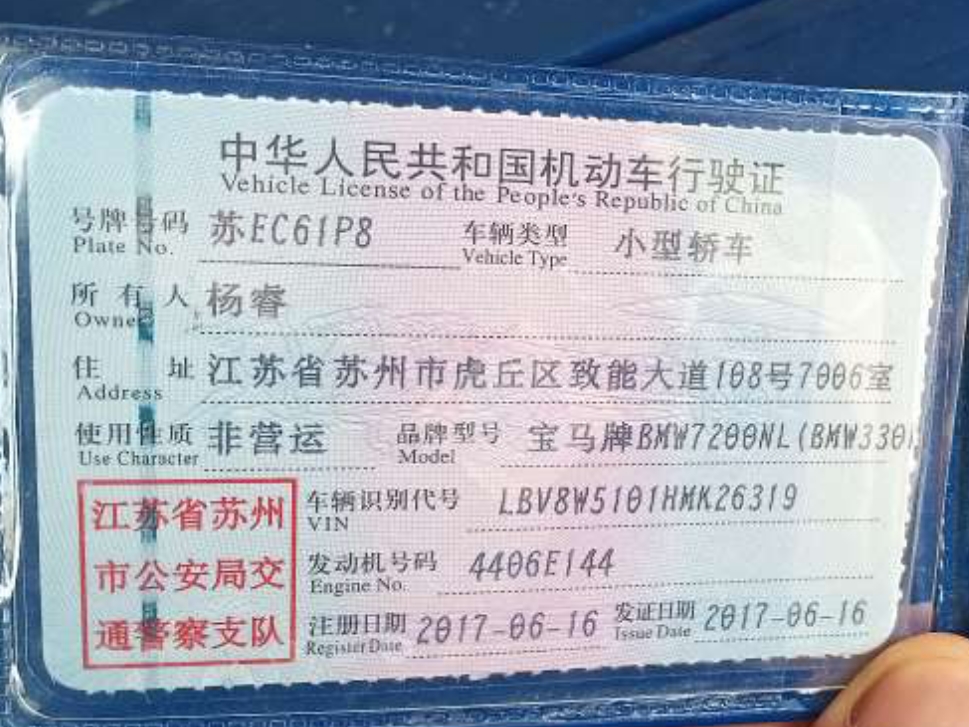 中华人民共和国机动车行驶证
Vehicle License of the People's Republic of China
号牌号码 苏EC61P8 车辆类型 小型轿车
Plate No. Vehicle Type
所有人 杨睿
Owner
住址 江苏省苏州市虎丘区致能大道108号7006室
Address
使用性质 非营运 品牌型号 宝马牌BMW7200NL(BMW330
Use Character Model
江苏省苏州 车辆识别代号 LBV8W5101HMK26319
VIN
市公安局交 发动机号码 4406E144
Engine No.
通警察支队 注册日期 2017-06-16 发证日期 2017-06-16
Register Date Issue Date